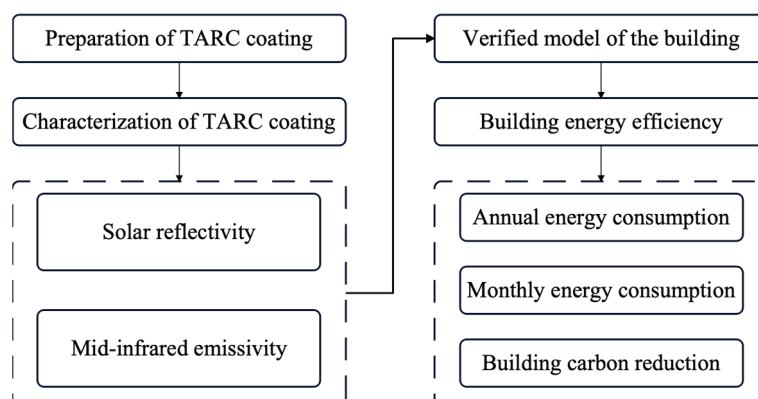 Preparation of TARC coating
Characterization of TARC coating
Solar reflectivity
Mid-infrared emissivity
Verified model of the building
Building energy efficiency
Annual energy consumption
Monthly energy consumption
Building carbon reduction